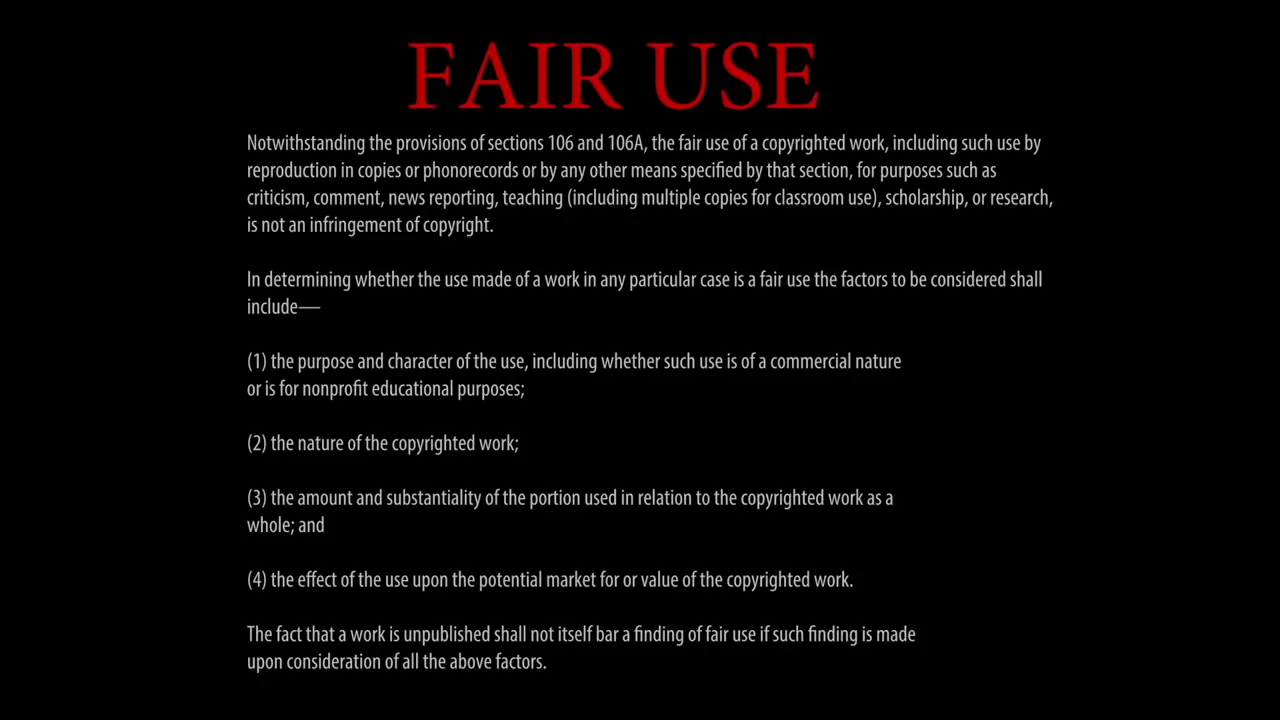 FAIR USE
Notwithstanding the provisions of sections 106 and 106A, the fair use of a copyrighted work, including such use by
reproduction in copies or phonorecords or by any other means specified by that section, for purposes such as
criticism, comment, news reporting, teaching (including multiple copies for classroom use), scholarship, or research,
is not an infringement of copyright.
In determining whether the use made of a work in any particular case is a fair use the factors to be considered shall
include—
(1) the purpose and character of the use, including whether such use is of a commercial nature
or is for nonprofit educational purposes;
(2) the nature of the copyrighted work;
(3) the amount and substantiality of the portion used in relation to the copyrighted work as a
whole; and
(4) the effect of the use upon the potential market for or value of the copyrighted work.
The fact that a work is unpublished shall not itself bar a finding of fair use if such finding is made
upon consideration of all the above factors.